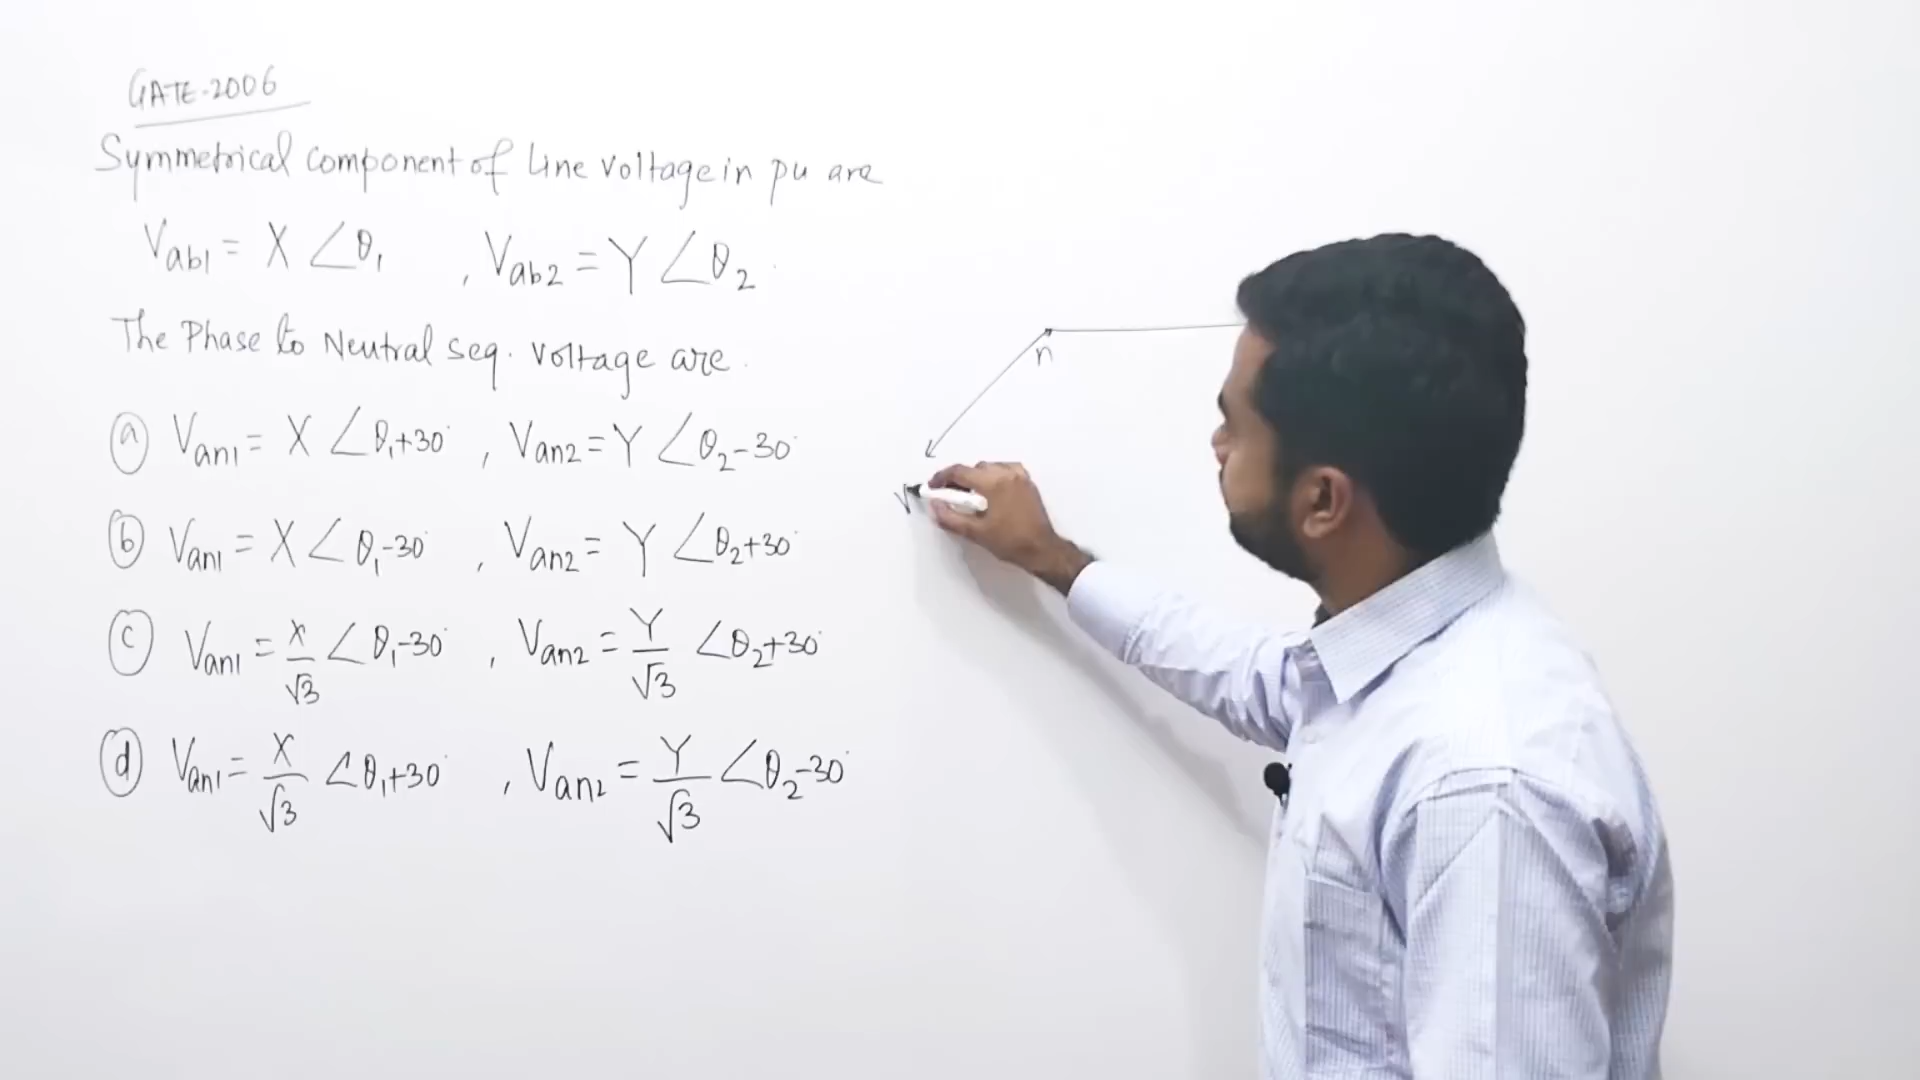 GATE-2006
Symmetrical component of Line voltage in pu are
Vab1 = X ∠θ1 , Vab2 = Y ∠θ2
The Phase to Neutral seq. voltage are.
(a) Van1 = X ∠θ1+30° , Van2 = Y ∠θ2-30°
(b) Van1 = X ∠θ1-30° , Van2 = Y ∠θ2+30°
(c) Van1 = X/√3 ∠θ1-30° , Van2 = Y/√3 ∠θ2+30°
(d) Van1 = X/√3 ∠θ1+30° , Van2 = Y/√3 ∠θ2-30°
n
V